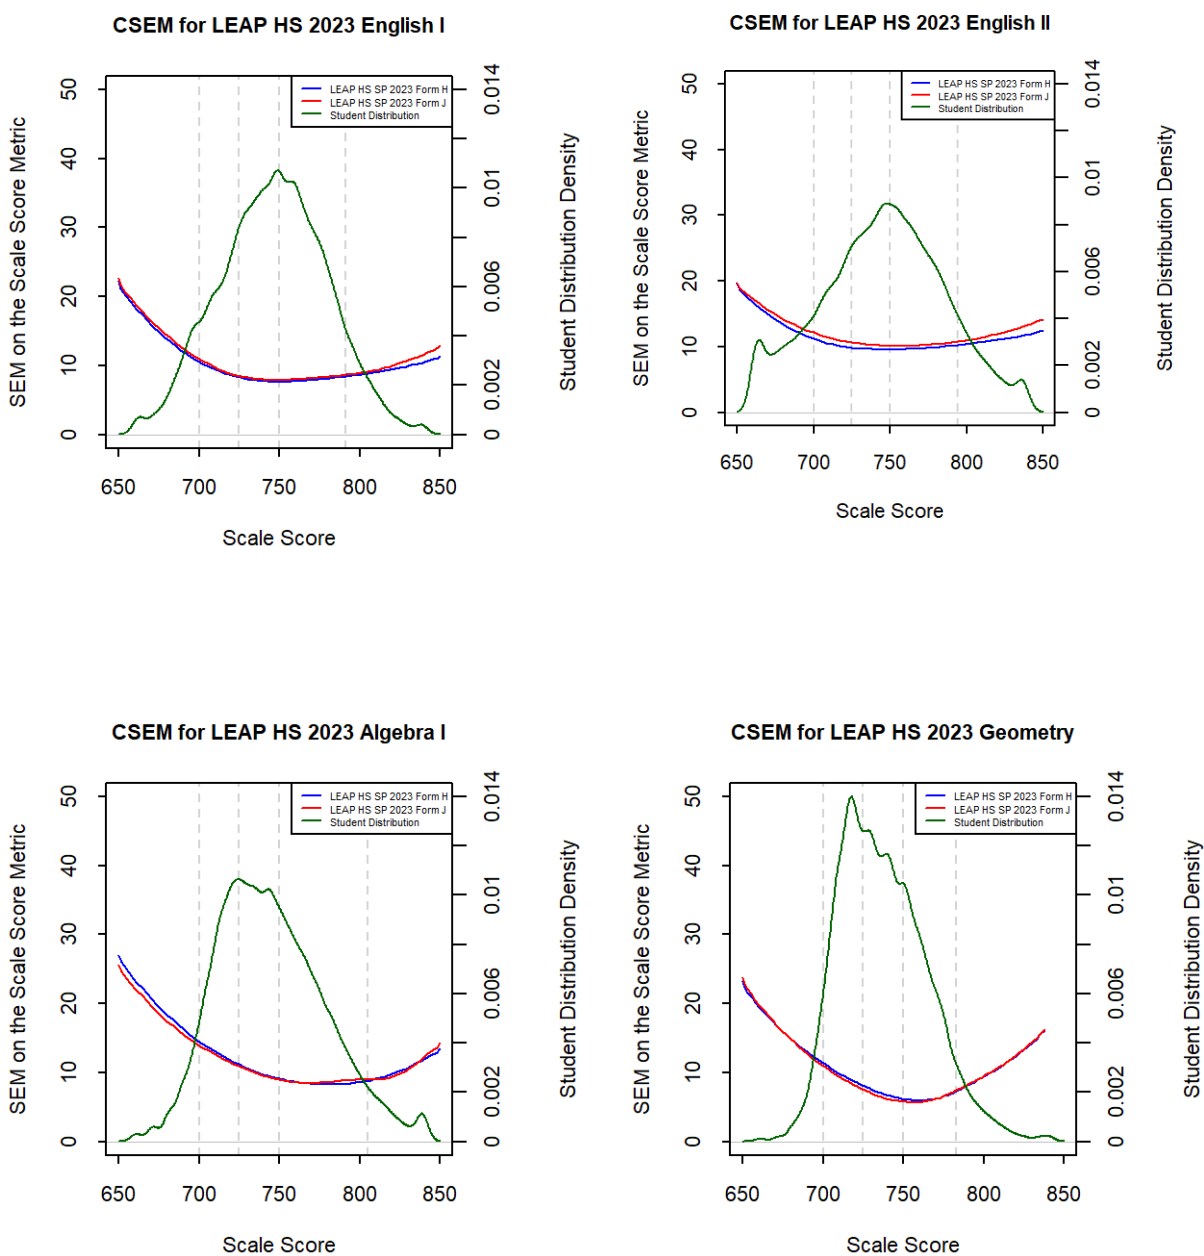 CSEM for LEAP HS 2023 English I
SEM on the Scale Score Metric
50
40
30
20
10
0
LEAP HS SP 2023 Form H
LEAP HS SP 2023 Form J
Student Distribution
0.014
0.01
0.006
0.002
0
Student Distribution Density
650 700 750 800 850
Scale Score
CSEM for LEAP HS 2023 English II
SEM on the Scale Score Metric
50
40
30
20
10
0
LEAP HS SP 2023 Form H
LEAP HS SP 2023 Form J
Student Distribution
0.014
0.01
0.006
0.002
0
Student Distribution Density
650 700 750 800 850
Scale Score
CSEM for LEAP HS 2023 Algebra I
SEM on the Scale Score Metric
50
40
30
20
10
0
LEAP HS SP 2023 Form H
LEAP HS SP 2023 Form J
Student Distribution
0.014
0.01
0.006
0.002
0
Student Distribution Density
650 700 750 800 850
Scale Score
CSEM for LEAP HS 2023 Geometry
SEM on the Scale Score Metric
50
40
30
20
10
0
LEAP HS SP 2023 Form H
LEAP HS SP 2023 Form J
Student Distribution
0.014
0.01
0.006
0.002
0
Student Distribution Density
650 700 750 800 850
Scale Score